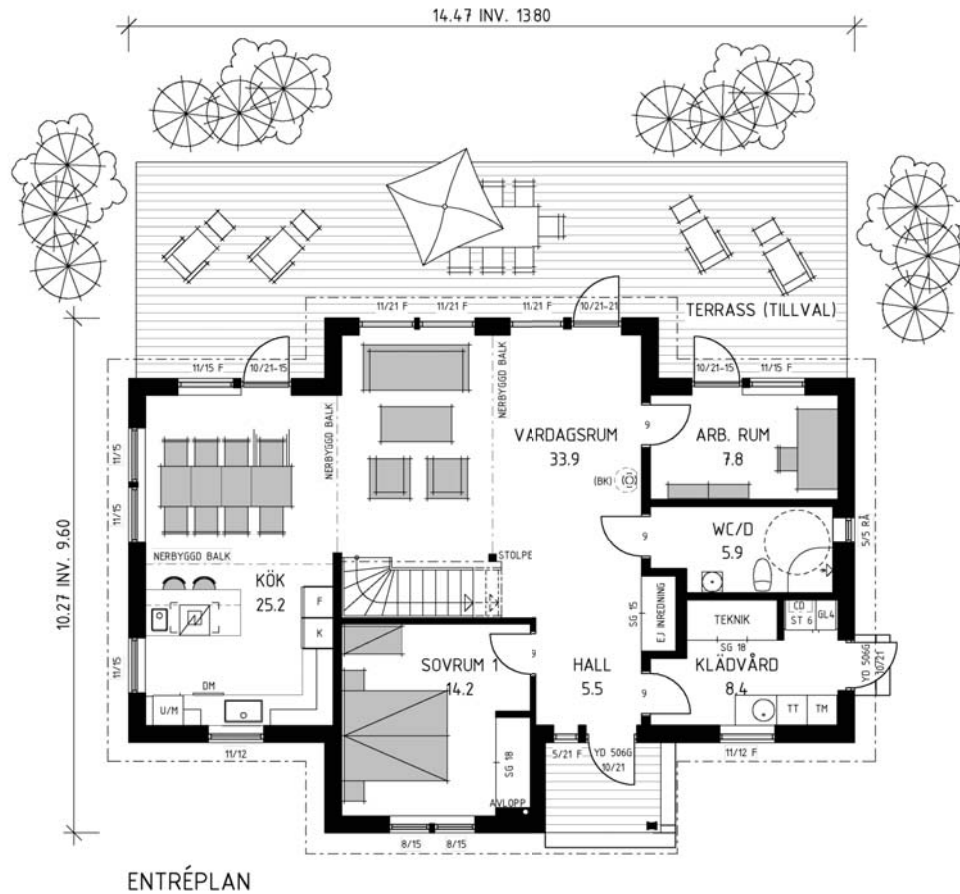 14.47 INV. 1380
11/21 F
11/21 F
11/21 F
10/21-21
TERRASS (TILLVAL)
11/15 F
10/21-15
10/21-15
11/15 F
NERBYGGD BALK
NERBYGGD BALK
VARDAGSRUM
33.9
9
ARB. RUM
7.8
11/15
11/15
(BK)
10.27 INV. 9.60
NERBYGGD BALK
STOLPE
9
WC/D
5.9
5/5 RÅ
KÖK
25.2
F
K
SG 15
EJ INREDNING
TEKNIK
SG 18
CD
ST 6
GL4
11/15
SOVRUM 1
14.2
9
HALL
5.5
9
KLÄDVÅRD
8.4
YD 506G
10/21
DM
U/M
TT
TM
11/12
SG 18
AVLOPP
5/21 F
YD 506G
10/21
11/12 F
8/15
8/15
ENTRÉPLAN